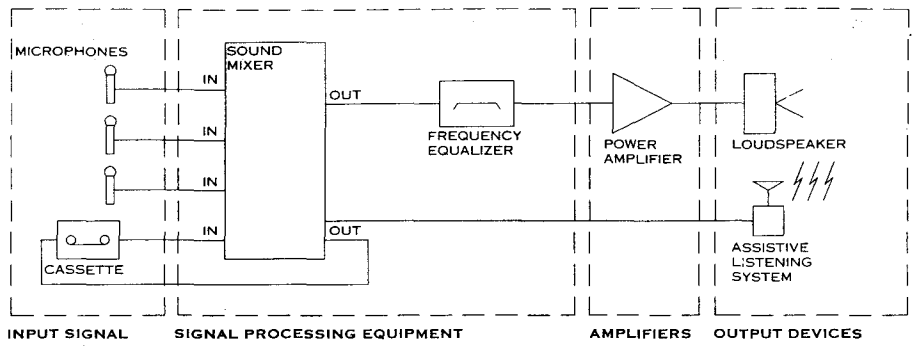 MICROPHONES
SOUND
MIXER
IN
OUT
IN
FREQUENCY
EQUALIZER
POWER
AMPLIFIER
LOUDSPEAKER
IN
IN
OUT
CASSETTE
ASSISTIVE
LISTENING
SYSTEM
INPUT SIGNAL
SIGNAL PROCESSING EQUIPMENT
AMPLIFIERS
OUTPUT DEVICES